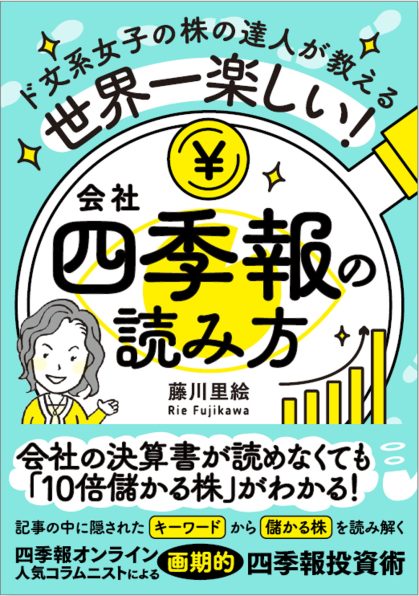 ド文系女子の株の達人が教える
世界一楽しい!
¥
会社
四季報の
読み方
藤川里絵
Rie Fujikawa
会社の決算書が読めなくても
「10倍儲かる株」がわかる!
記事の中に隠された キーワード から 儲かる株 を読み解く
四季報オンライン
人気コラムニストによる
画期的 四季報投資術